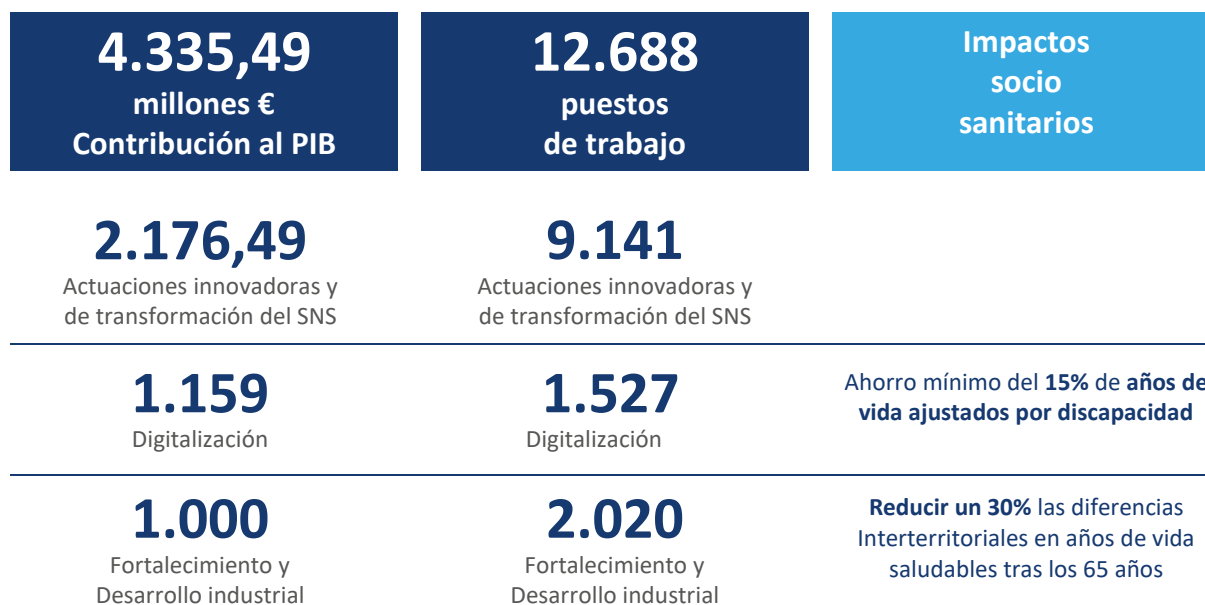 4.335,49
millones €
Contribución al PIB
12.688
puestos
de trabajo
Impactos
socio
sanitarios
2.176,49
Actuaciones innovadoras y
de transformación del SNS
9.141
Actuaciones innovadoras y
de transformación del SNS
1.159
Digitalización
1.527
Digitalización
Ahorro mínimo del 15% de años de
vida ajustados por discapacidad
1.000
Fortalecimiento y
Desarrollo industrial
2.020
Fortalecimiento y
Desarrollo industrial
Reducir un 30% las diferencias
Interterritoriales en años de vida
saludables tras los 65 años